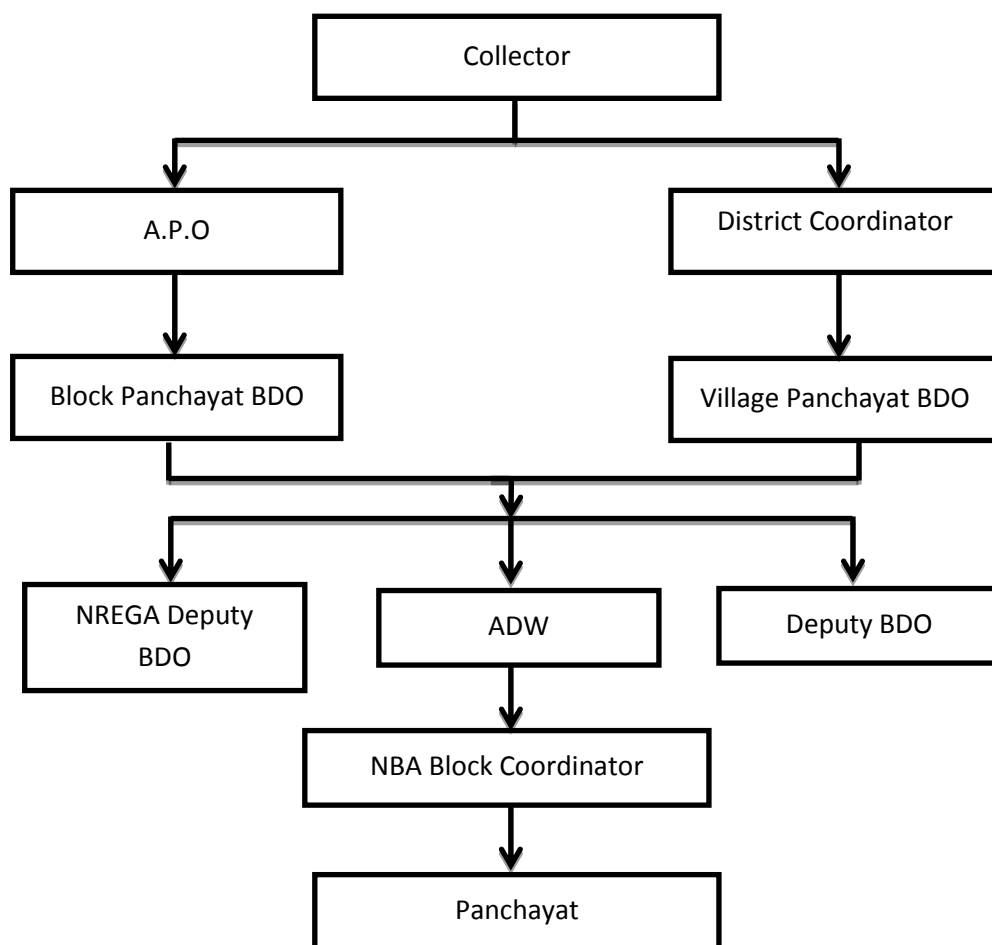 Collector
A.P.O
District Coordinator
Block Panchayat BDO
Village Panchayat BDO
NREGA Deputy
BDO
ADW
Deputy BDO
NBA Block Coordinator
Panchayat